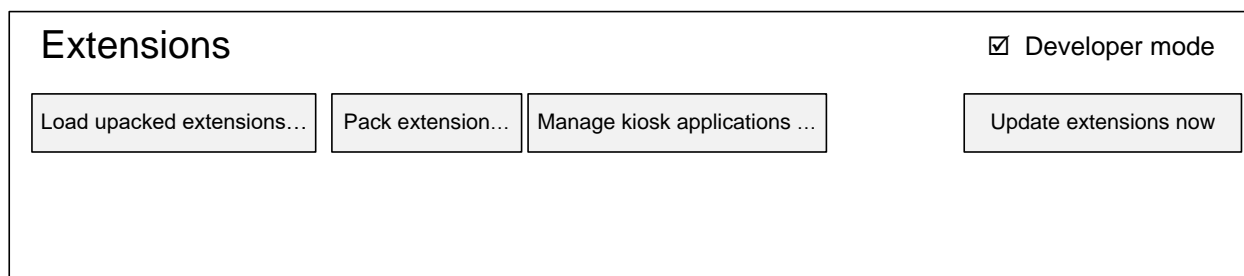 Extensions
Developer mode
Load upacked extensions…
Pack extension…
Manage kiosk applications …
Update extensions now